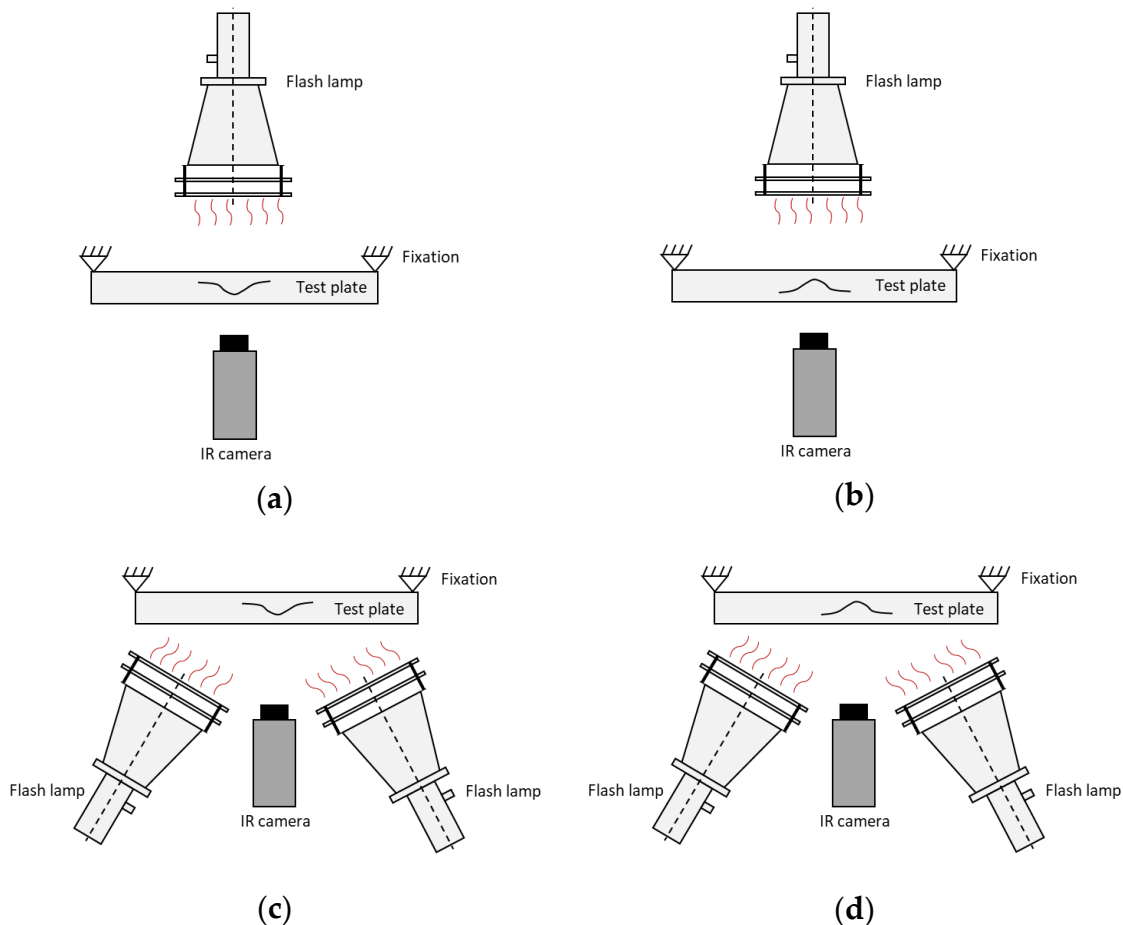 Flash lamp
Fixation
Test plate
IR camera
(a)
Flash lamp
Fixation
Test plate
IR camera
(b)
Fixation
Test plate
Flash lamp
Flash lamp
IR camera
(c)
Fixation
Test plate
Flash lamp
Flash lamp
IR camera
(d)